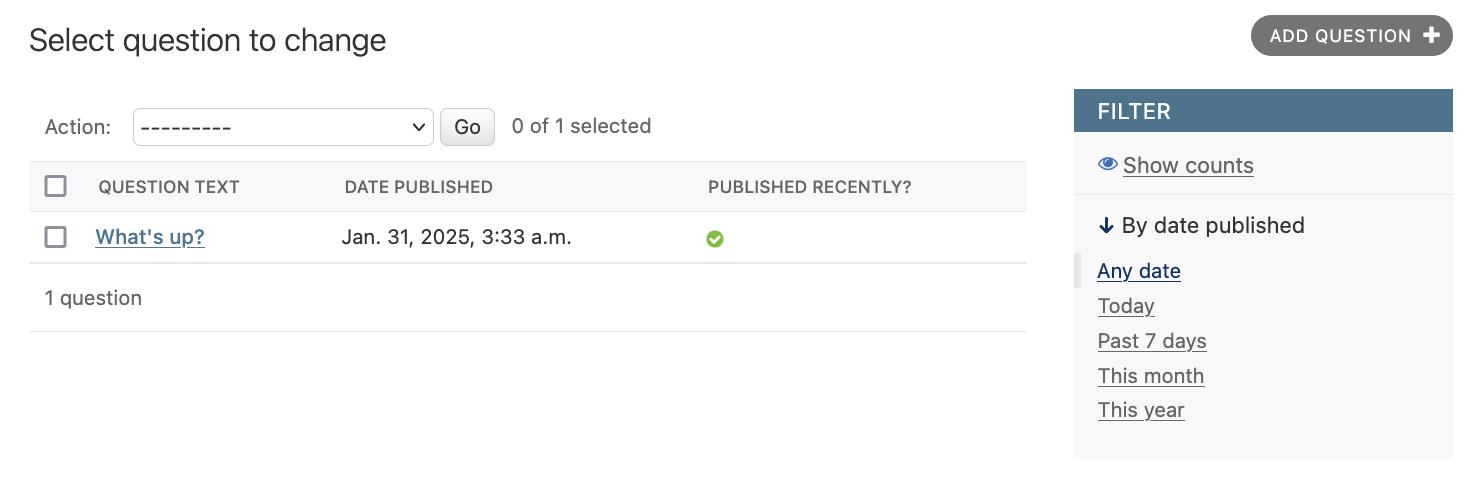 Select question to change
ADD QUESTION
Action: --------- Go 0 of 1 selected
QUESTION TEXT DATE PUBLISHED PUBLISHED RECENTLY?
What's up? Jan. 31, 2025, 3:33 a.m.
1 question
FILTER
Show counts
By date published
Any date
Today
Past 7 days
This month
This year